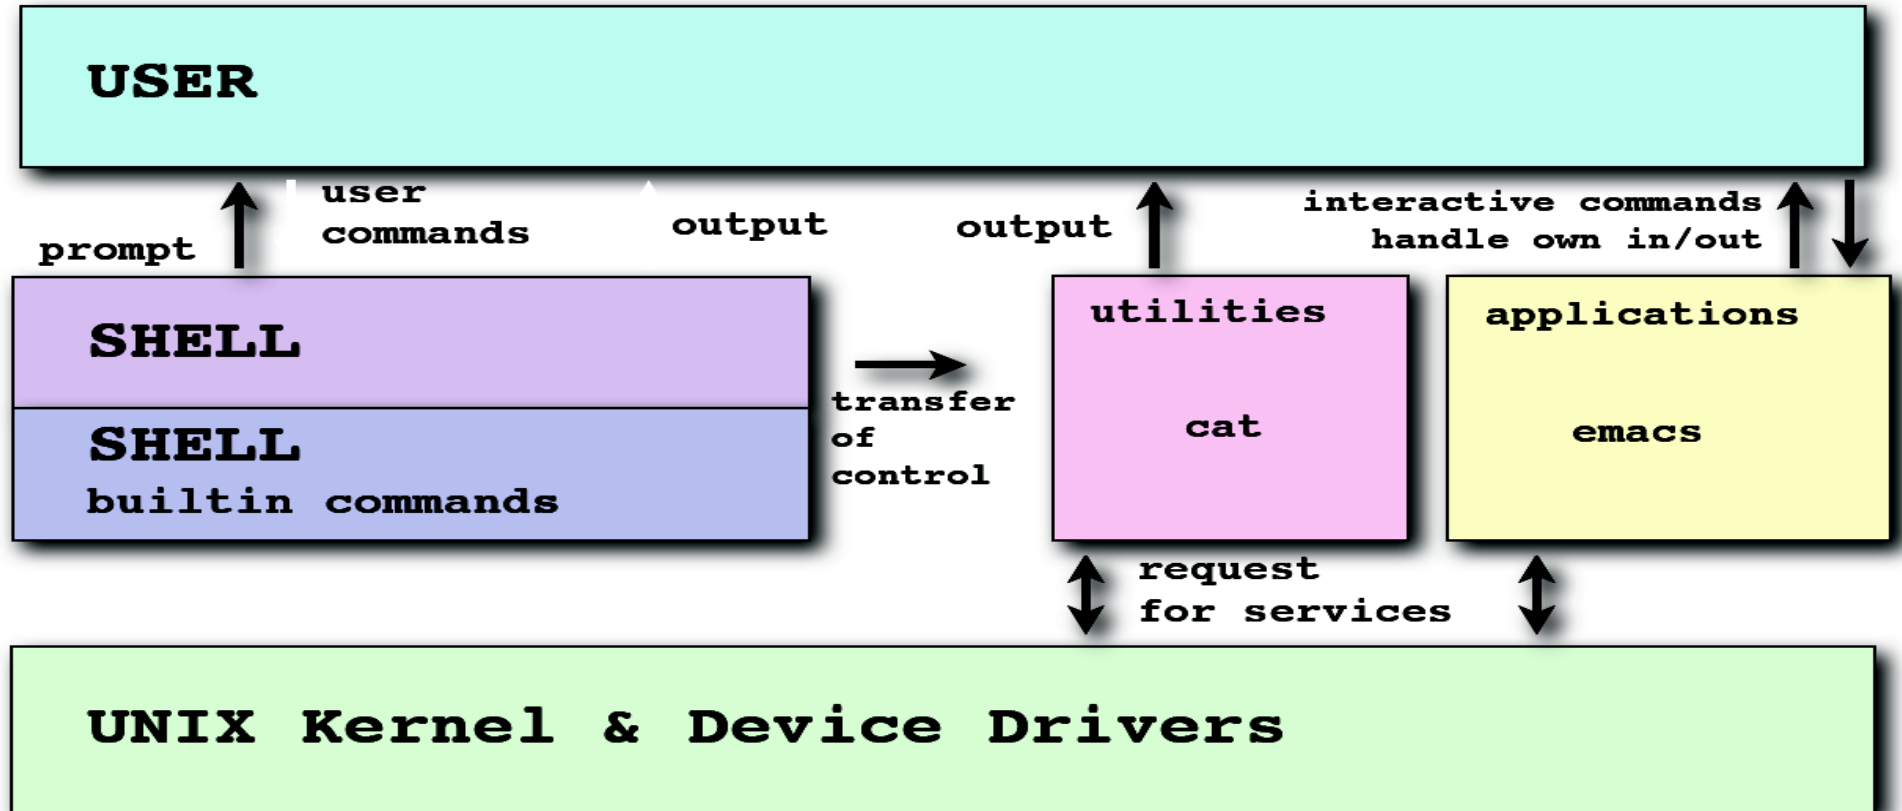 USER
prompt
user
commands
output
output
interactive commands
handle own in/out
SHELL
SHELL
builtin commands
transfer
of
control
utilities
cat
applications
emacs
request
for services
UNIX Kernel & Device Drivers